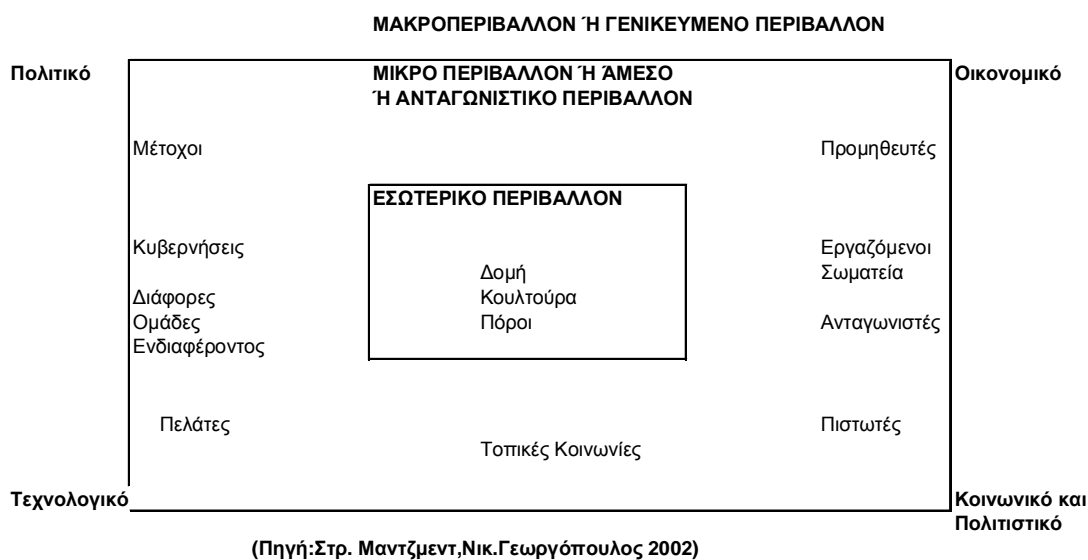 ΜΑΚΡΟΠΕΡΙΒΑΛΛΟΝ Ή ΓΕΝΙΚΕΥΜΕΝΟ ΠΕΡΙΒΑΛΛΟΝ
Πολιτικό
ΜΙΚΡΟ ΠΕΡΙΒΑΛΛΟΝ Ή ΆΜΕΣΟ
Οικονομικό
Ή ΑΝΤΑΓΩΝΙΣΤΙΚΟ ΠΕΡΙΒΑΛΛΟΝ
Μέτοχοι
Προμηθευτές
ΕΣΩΤΕΡΙΚΟ ΠΕΡΙΒΑΛΛΟΝ
Κυβερνήσεις
Εργαζόμενοι
Δομή
Σωματεία
Διάφορες
Κουλτούρα
Ομάδες
Πόροι
Ανταγωνιστές
Ενδιαφέροντος
Πελάτες
Πιστωτές
Τοπικές Κοινωνίες
Τεχνολογικό
Κοινωνικό και
Πολιτιστικό
(Πηγή:Στρ. Μαντζμεντ,Νικ.Γεωργόπουλος 2002)